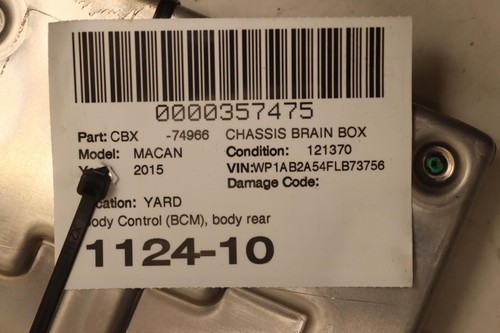 0000357475
Part: CBX -74966 CHASSIS BRAIN BOX
Model: MACAN Condition: 121370
2015 VIN:WP1AB2A54FLB73756
Damage Code:
cation: YARD
ody Control (BCM), body rear
1124-10